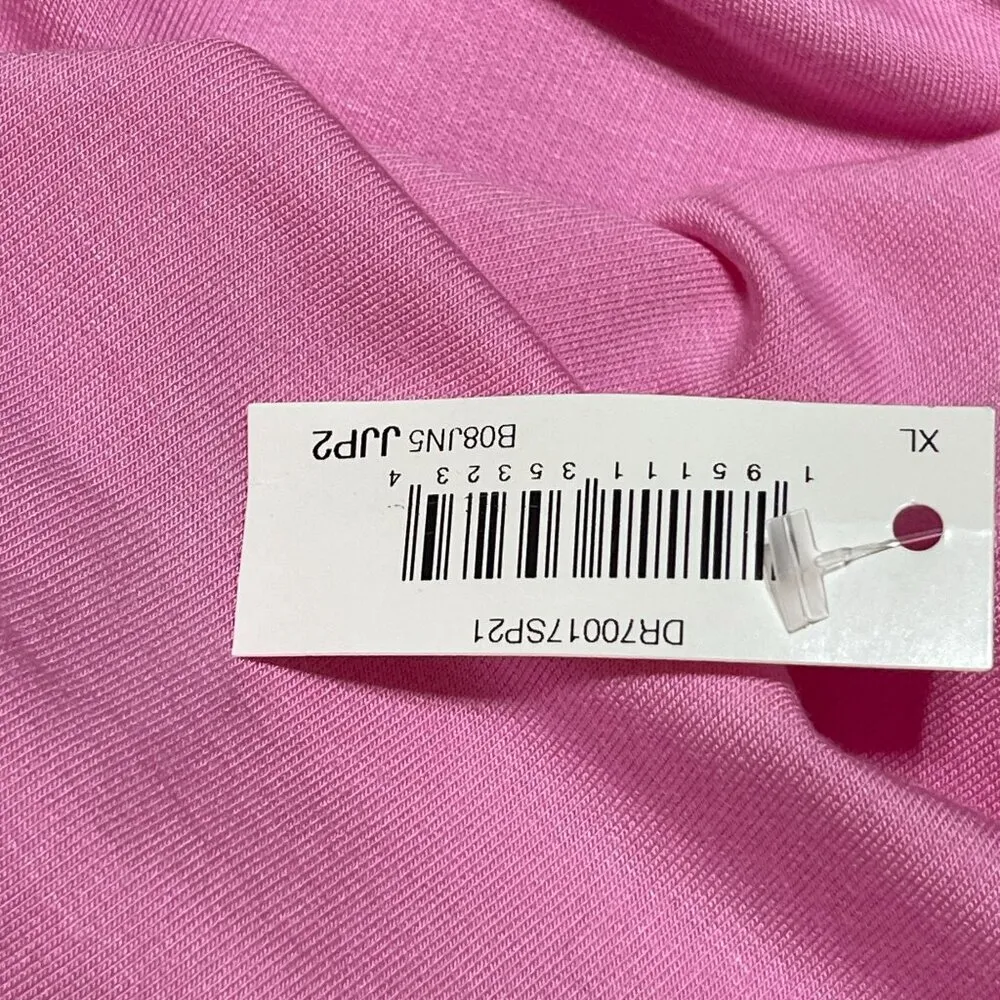 DR70017SP21
1 95111 35323 4
XL B08JN5 JJP2